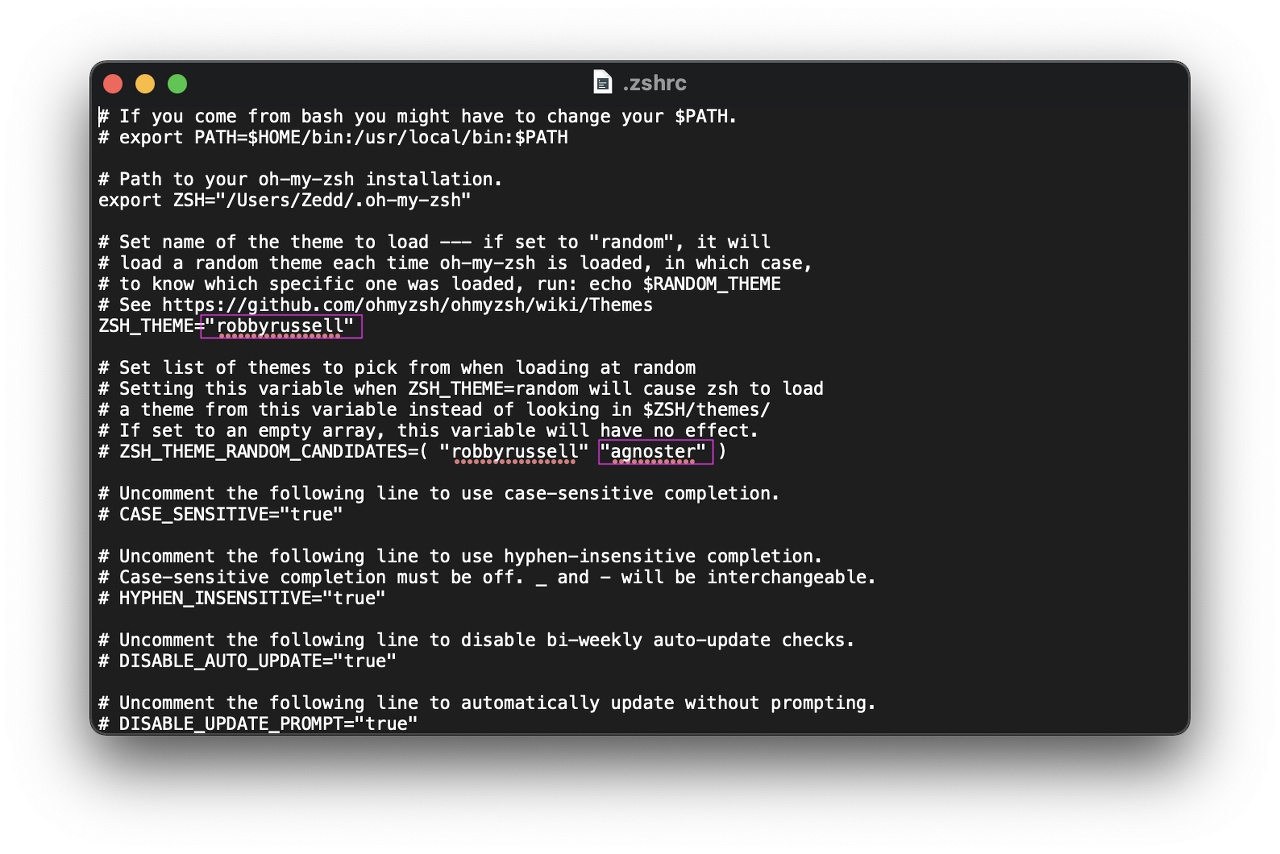 .zshrc
# If you come from bash you might have to change your $PATH.
# export PATH=$HOME/bin:/usr/local/bin:$PATH
# Path to your oh-my-zsh installation.
export ZSH="/Users/Zedd/.oh-my-zsh"
# Set name of the theme to load --- if set to "random", it will
# load a random theme each time oh-my-zsh is loaded, in which case,
# to know which specific one was loaded, run: echo $RANDOM_THEME
# See https://github.com/ohmyzsh/ohmyzsh/wiki/Themes
ZSH_THEME="robbyrussell"
# Set list of themes to pick from when loading at random
# Setting this variable when ZSH_THEME=random will cause zsh to load
# a theme from this variable instead of looking in $ZSH/themes/
# If set to an empty array, this variable will have no effect.
# ZSH_THEME_RANDOM_CANDIDATES=( "robbyrussell" "agnoster" )
# Uncomment the following line to use case-sensitive completion.
# CASE_SENSITIVE="true"
# Uncomment the following line to use hyphen-insensitive completion.
# Case-sensitive completion must be off. _ and - will be interchangeable.
# HYPHEN_INSENSITIVE="true"
# Uncomment the following line to disable bi-weekly auto-update checks.
# DISABLE_AUTO_UPDATE="true"
# Uncomment the following line to automatically update without prompting.
# DISABLE_UPDATE_PROMPT="true"